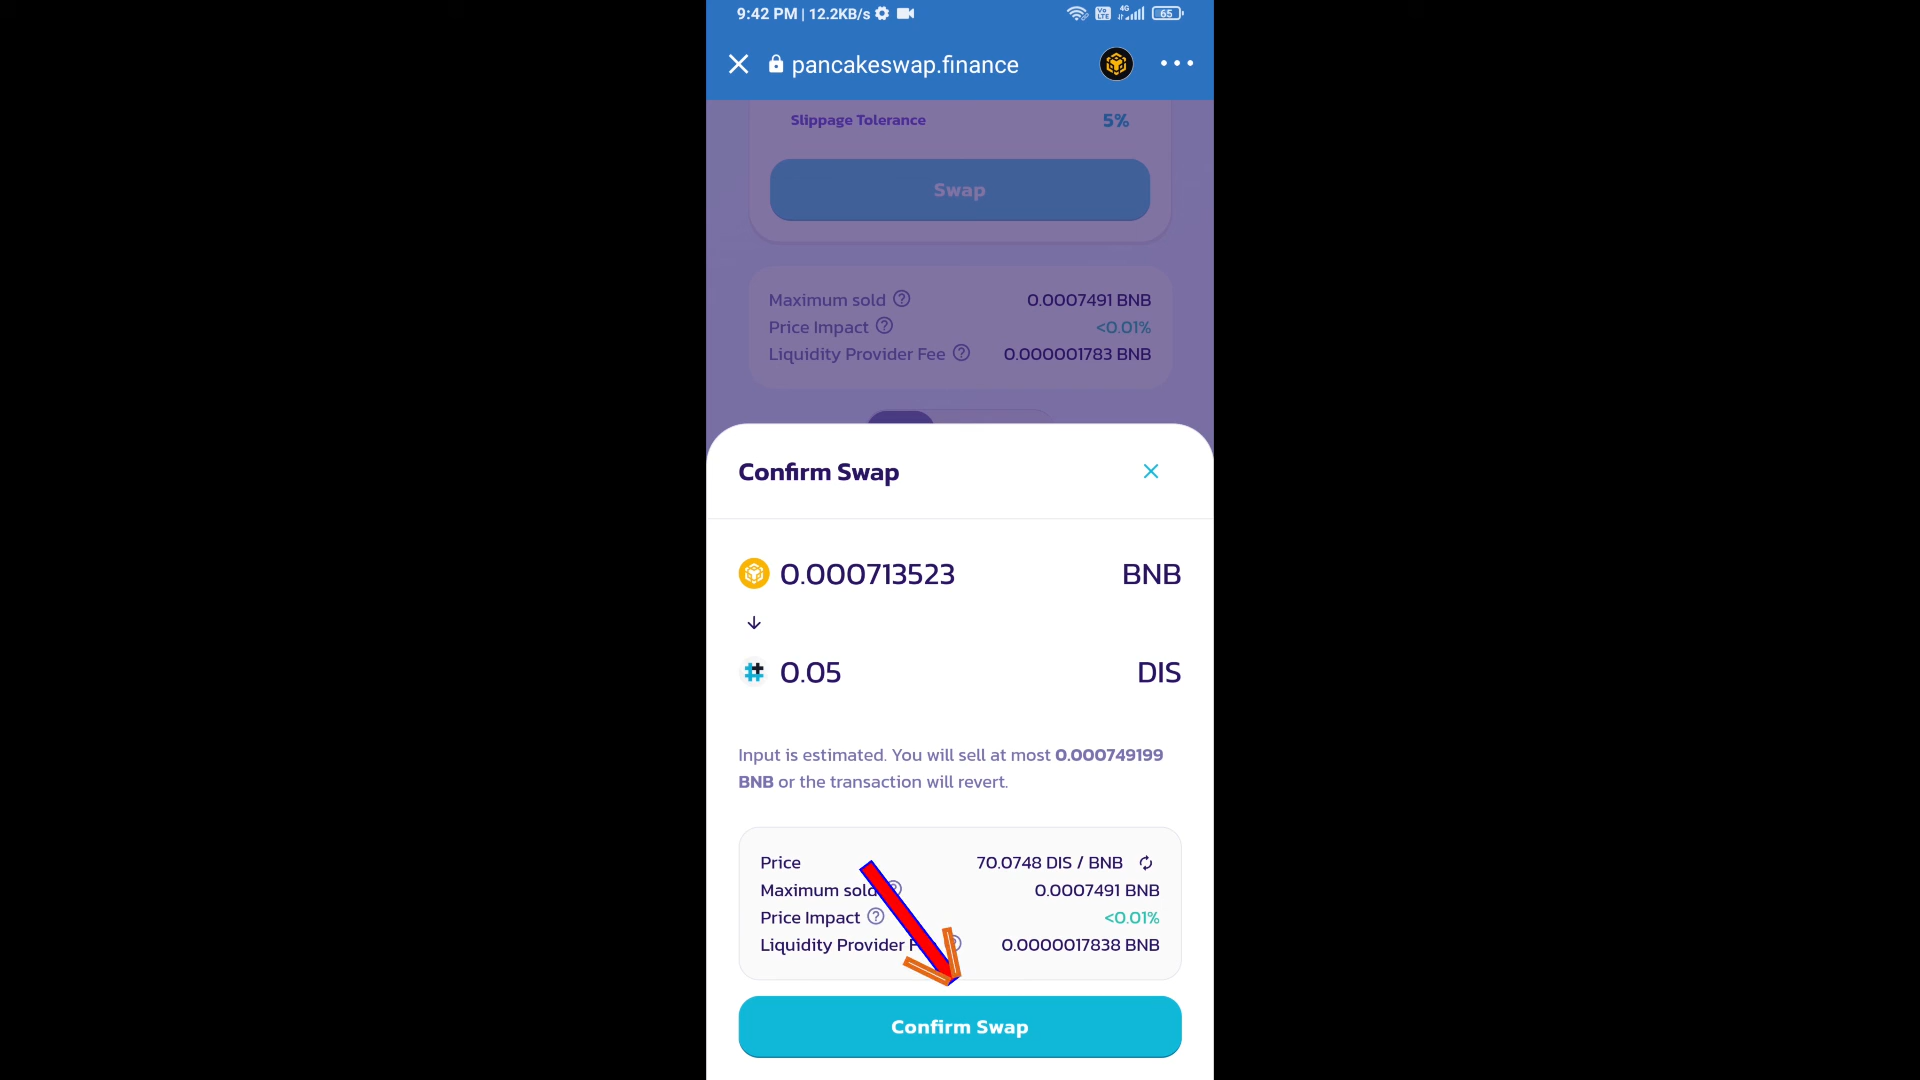 9:42 PM | 12.2KB/s 4G 65
pancakeswap.finance
Slippage Tolerance 5%
Swap
Maximum sold 0.0007491 BNB
Price Impact <0.01%
Liquidity Provider Fee 0.000001783 BNB
Confirm Swap
0.000713523 BNB
0.05 DIS
Input is estimated. You will sell at most 0.000749199
BNB or the transaction will revert.
Price 70.0748 DIS / BNB
Maximum sold 0.0007491 BNB
Price Impact <0.01%
Liquidity Provider 0.0000017838 BNB
Confirm Swap